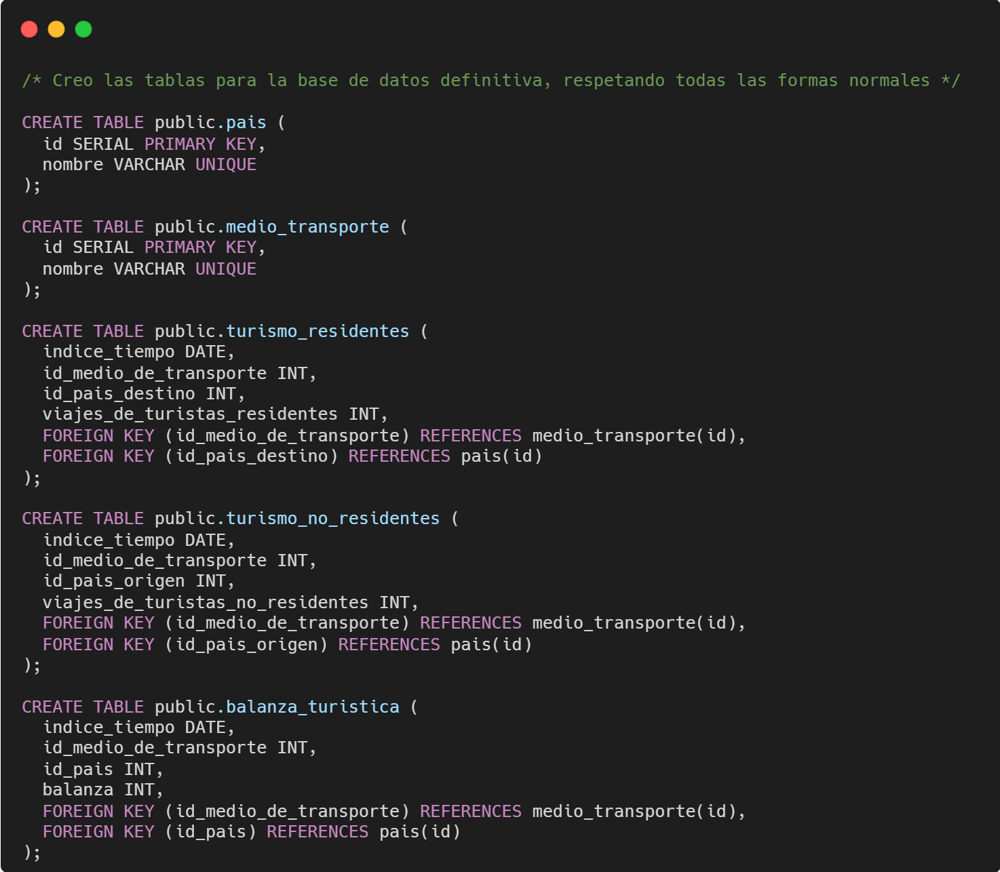 /* Creo las tablas para la base de datos definitiva, respetando todas las formas normales */
CREATE TABLE public.pais (
  id SERIAL PRIMARY KEY,
  nombre VARCHAR UNIQUE
);
CREATE TABLE public.medio_transporte (
  id SERIAL PRIMARY KEY,
  nombre VARCHAR UNIQUE
);
CREATE TABLE public.turismo_residentes (
  indice_tiempo DATE,
  id_medio_de_transporte INT,
  id_pais_destino INT,
  viajes_de_turistas_residentes INT,
  FOREIGN KEY (id_medio_de_transporte) REFERENCES medio_transporte(id),
  FOREIGN KEY (id_pais_destino) REFERENCES pais(id)
);
CREATE TABLE public.turismo_no_residentes (
  indice_tiempo DATE,
  id_medio_de_transporte INT,
  id_pais_origen INT,
  viajes_de_turistas_no_residentes INT,
  FOREIGN KEY (id_medio_de_transporte) REFERENCES medio_transporte(id),
  FOREIGN KEY (id_pais_origen) REFERENCES pais(id)
);
CREATE TABLE public.balanza_turistica (
  indice_tiempo DATE,
  id_medio_de_transporte INT,
  id_pais INT,
  balanza INT,
  FOREIGN KEY (id_medio_de_transporte) REFERENCES medio_transporte(id),
  FOREIGN KEY (id_pais) REFERENCES pais(id)
);